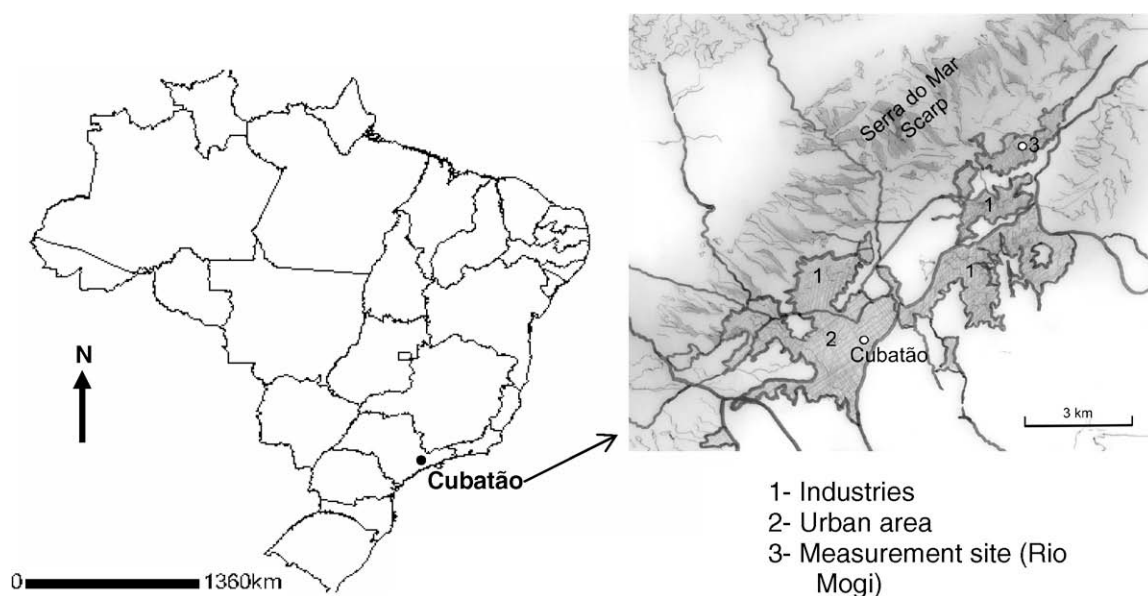 N
Cubatão
0 1360km
Serra do Mar
Scarp
3
1
1
1
2
Cubatão
3 km
1- Industries
2- Urban area
3- Measurement site (Rio
Mogi)